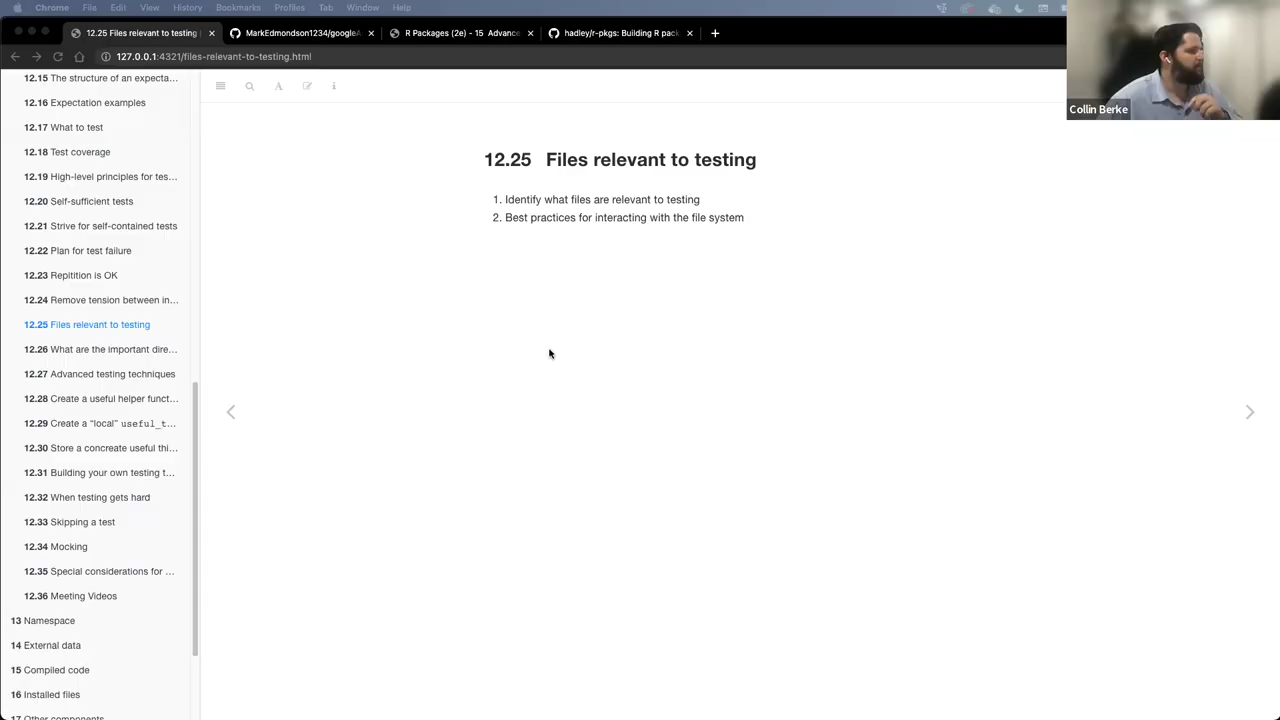 Chrome File Edit View History Bookmarks Profiles Tab Window Help
12.25 Files relevant to testing
MarkEdmondson1234/googleA
R Packages (2e) - 15 Advance
hadley/r-pkgs: Building R pack
127.0.0.1:4321/files-relevant-to-testing.html
Collin Berke
12.15 The structure of an expecta…
12.16 Expectation examples
12.17 What to test
12.18 Test coverage
12.19 High-level principles for tes…
12.20 Self-sufficient tests
12.21 Strive for self-contained tests
12.22 Plan for test failure
12.23 Repitition is OK
12.24 Remove tension between in…
12.25 Files relevant to testing
12.26 What are the important dire…
12.27 Advanced testing techniques
12.28 Create a useful helper funct…
12.29 Create a “local” useful_t…
12.30 Store a concreate useful thi…
12.31 Building your own testing t…
12.32 When testing gets hard
12.33 Skipping a test
12.34 Mocking
12.35 Special considerations for …
12.36 Meeting Videos
13 Namespace
14 External data
15 Compiled code
16 Installed files
17 Other components
A
i
12.25 Files relevant to testing
1. Identify what files are relevant to testing
2. Best practices for interacting with the file system